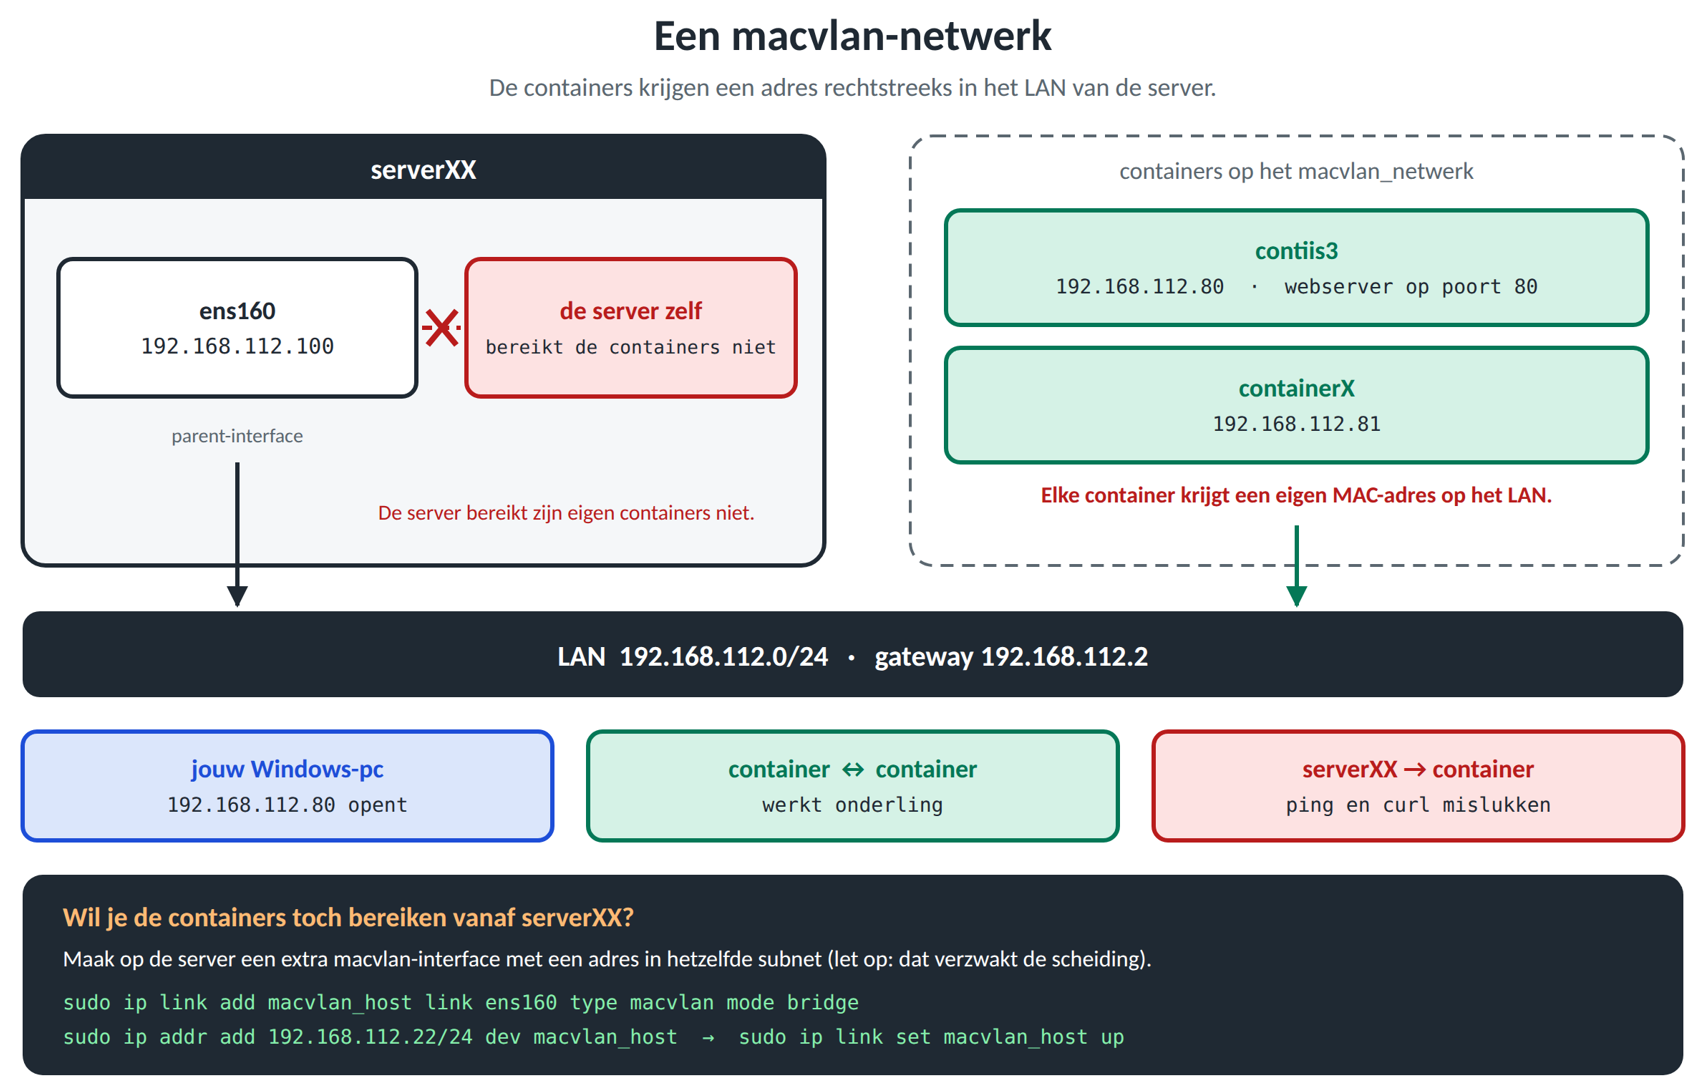 Een macvlan-netwerk
De containers krijgen een adres rechtstreeks in het LAN van de server.
serverXX
ens160
192.168.112.100
de server zelf
bereikt de containers niet
parent-interface
De server bereikt zijn eigen containers niet.
containers op het macvlan_netwerk
contiis3
192.168.112.80 · webserver op poort 80
containerX
192.168.112.81
Elke container krijgt een eigen MAC-adres op het LAN.
LAN 192.168.112.0/24 · gateway 192.168.112.2
jouw Windows-pc
192.168.112.80 opent
container ↔ container
werkt onderling
serverXX → container
ping en curl mislukken
Wil je de containers toch bereiken vanaf serverXX?
Maak op de server een extra macvlan-interface met een adres in hetzelfde subnet (let op: dat verzwakt de scheiding).
sudo ip link add macvlan_host link ens160 type macvlan mode bridge
sudo ip addr add 192.168.112.22/24 dev macvlan_host → sudo ip link set macvlan_host up